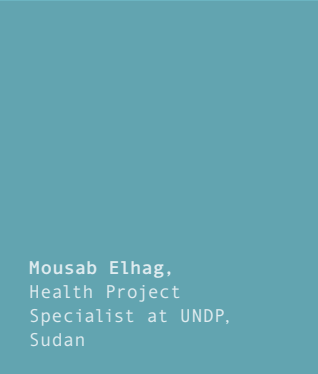 Mousab Elhag,
Health Project
Specialist at UNDP,
Sudan